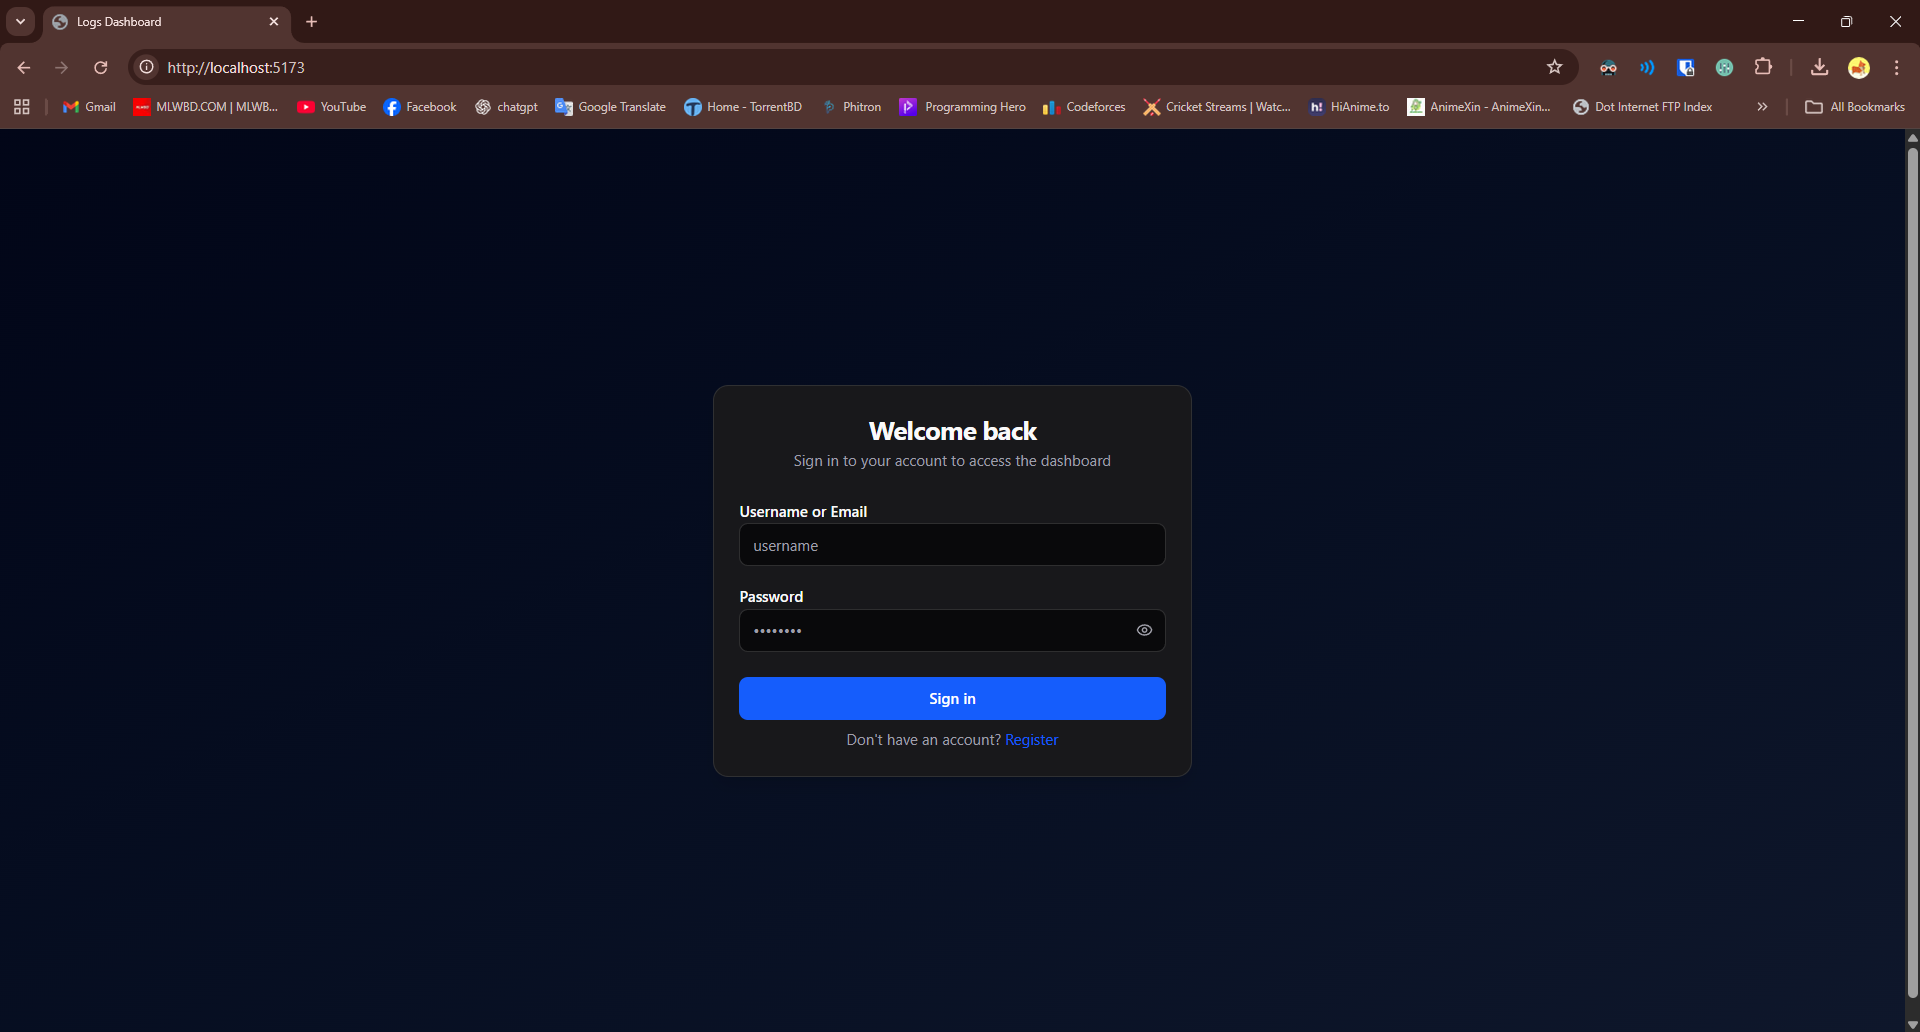 Logs Dashboard
http://localhost:5173
Gmail MLWBD.COM | MLWB... YouTube Facebook chatgpt Google Translate Home - TorrentBD Phitron Programming Hero Codeforces Cricket Streams | Watc... HiAnime.to AnimeXin - AnimeXin... Dot Internet FTP Index All Bookmarks
Welcome back
Sign in to your account to access the dashboard
Username or Email
username
Password
••••••••
Sign in
Don't have an account? Register